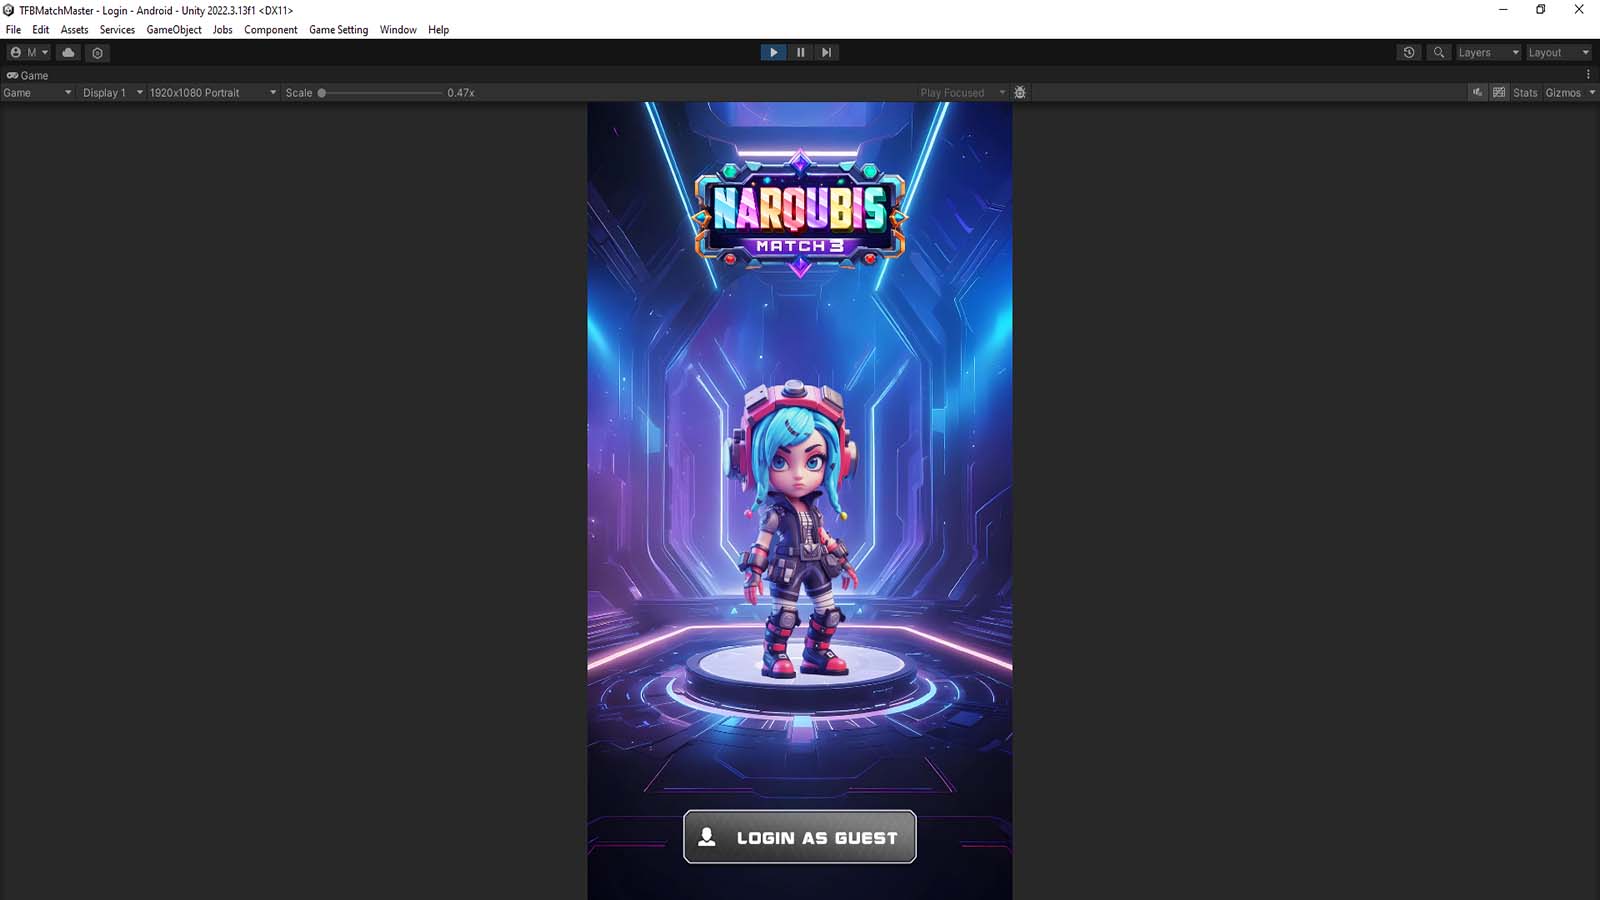 TFBMatchMaster - Login - Android - Unity 2022.3.13f1 <DX11>
File Edit Assets Services GameObject Jobs Component Game Setting Window Help
M Layers Layout
Game
Game Display 1 1920x1080 Portrait Scale 0.47x Play Focused Stats Gizmos
NARQUBIS
MATCH 3
LOGIN AS GUEST